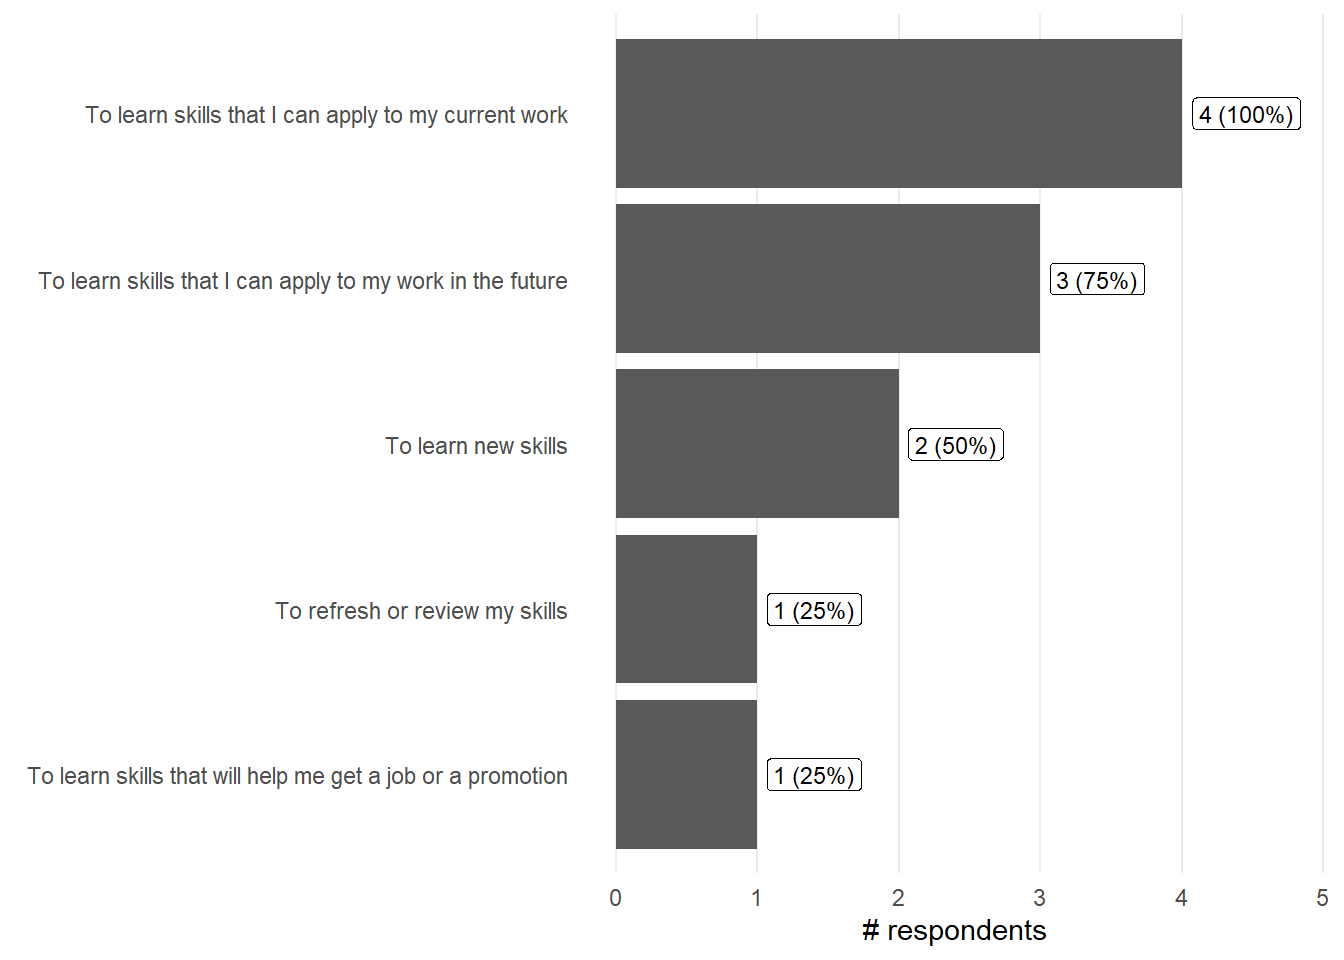 To learn skills that I can apply to my current work
4 (100%)
To learn skills that I can apply to my work in the future
3 (75%)
To learn new skills
2 (50%)
To refresh or review my skills
1 (25%)
To learn skills that will help me get a job or a promotion
1 (25%)
0 1 2 3 4 5
# respondents